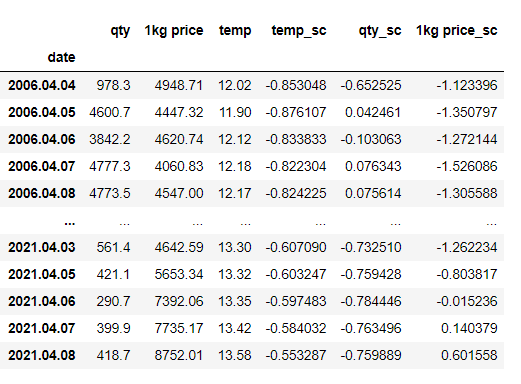 qty 1kg price temp temp_sc qty_sc 1kg price_sc
date
2006.04.04 978.3 4948.71 12.02 -0.853048 -0.652525 -1.123396
2006.04.05 4600.7 4447.32 11.90 -0.876107 0.042461 -1.350797
2006.04.06 3842.2 4620.74 12.12 -0.833833 -0.103063 -1.272144
2006.04.07 4777.3 4060.83 12.18 -0.822304 0.076343 -1.526086
2006.04.08 4773.5 4547.00 12.17 -0.824225 0.075614 -1.305588
... ... ... ... ... ... ...
2021.04.03 561.4 4642.59 13.30 -0.607090 -0.732510 -1.262234
2021.04.05 421.1 5653.34 13.32 -0.603247 -0.759428 -0.803817
2021.04.06 290.7 7392.06 13.35 -0.597483 -0.784446 -0.015236
2021.04.07 399.9 7735.17 13.42 -0.584032 -0.763496 0.140379
2021.04.08 418.7 8752.01 13.58 -0.553287 -0.759889 0.601558